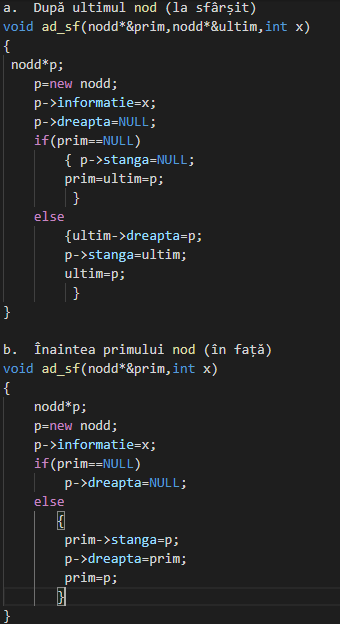 a.  După ultimul nod (la sfârșit)
void ad_sf(nodd*&prim,nodd*&ultim,int x)
{
 nodd*p;
    p=new nodd;
    p->informatie=x;
    p->dreapta=NULL;
    if(prim==NULL)
        { p->stanga=NULL;
        prim=ultim=p;
         }
    else
        {ultim->dreapta=p;
        p->stanga=ultim;
        ultim=p;
         }
}
b.  Înaintea primului nod (în față)
void ad_sf(nodd*&prim,int x)
{
    nodd*p;
    p=new nodd;
    p->informatie=x;
    if(prim==NULL)
        p->dreapta=NULL;
    else
       {
        prim->stanga=p;
        p->dreapta=prim;
        prim=p;
       }
}